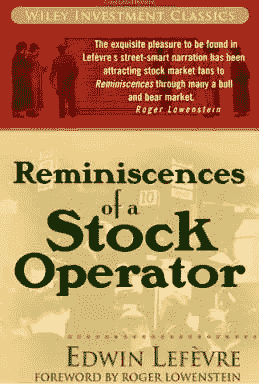 WILEY INVESTMENT CLASSICS
The exquisite pleasure to be found in
Lefèvre's street-smart narration has been
attracting stock market fans to
Reminiscences through many a bull
and bear market.
Roger Lowenstein
Reminiscences
of a
Stock
Operator
EDWIN LEFÈVRE
FOREWORD BY ROGER LOWENSTEIN